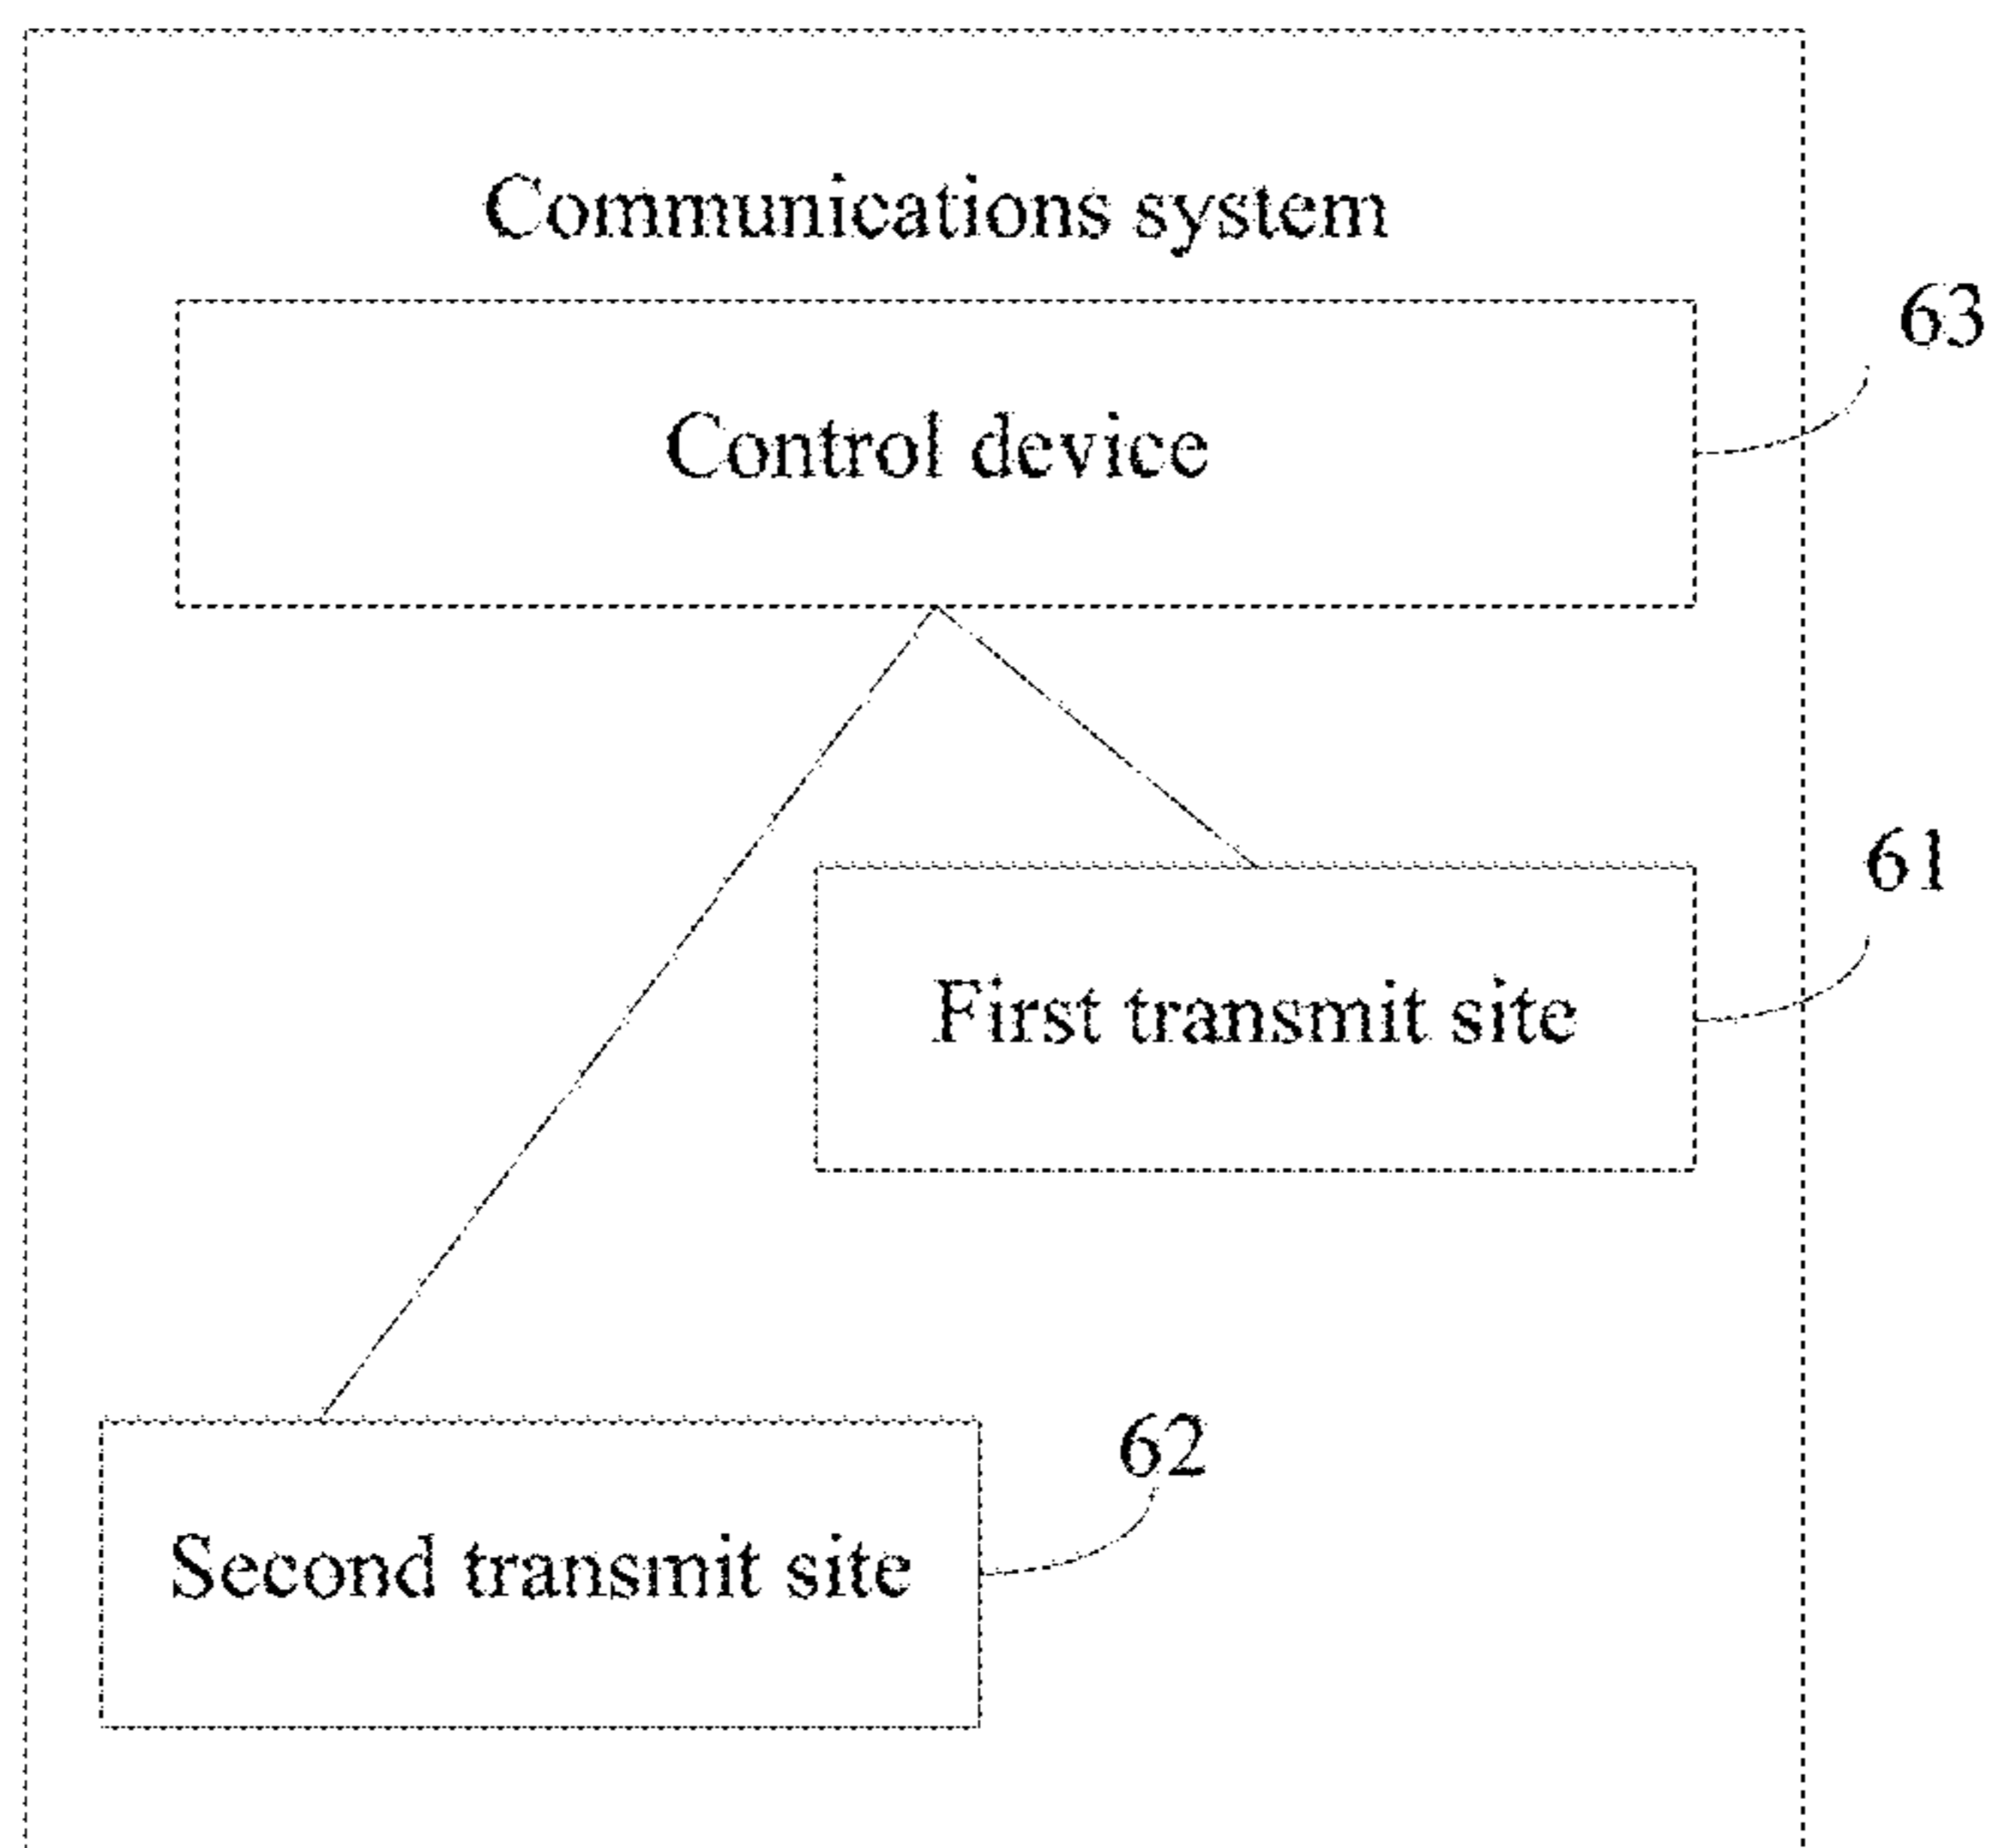 Communications system
63
Control device
61
First transmit site
62
Second transmit site